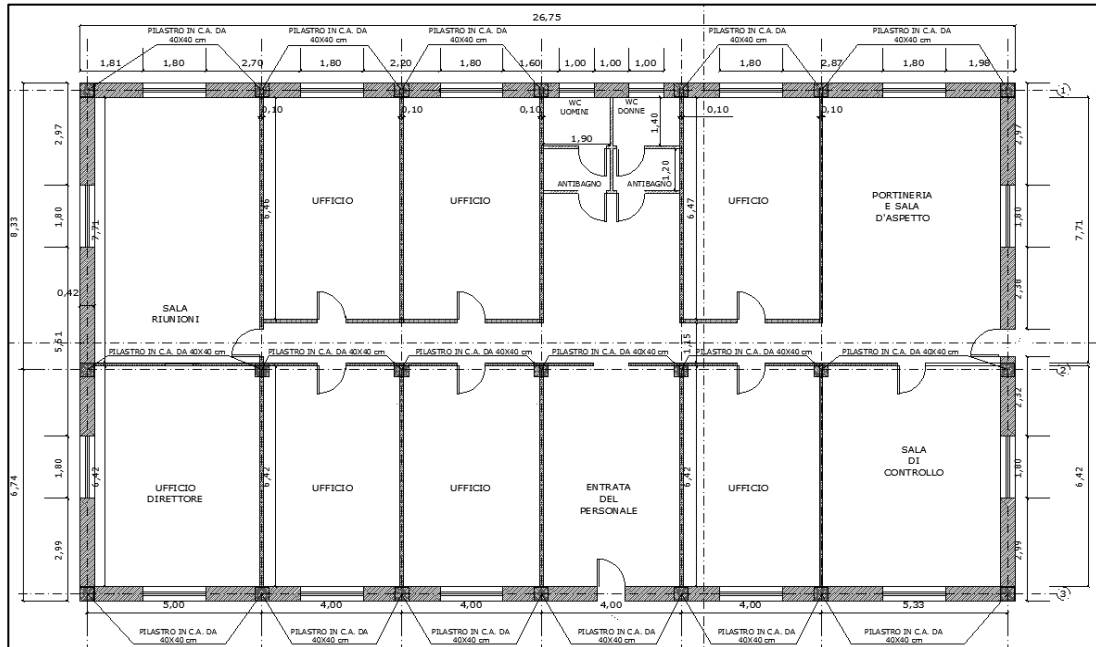 26,75
PILASTRO IN C.A. DA
40X40 cm
PILASTRO IN C.A. DA
40X40 cm
PILASTRO IN C.A. DA
40X40 cm
PILASTRO IN C.A. DA
40X40 cm
PILASTRO IN C.A. DA
40X40 cm
1,81 1,80 2,70 1,80 2,20 1,80 1,60 1,00 1,00 1,00 1,80 2,87 1,80 1,98
1
0,10 0,10 0,10 0,10 0,10
WC
UOMINI
WC
DONNE
1,40
1,90
1,20
ANTIBAGNO ANTIBAGNO
2,97
1,80
8,33
7,71
0,42
5,61
6,46
6,47
UFFICIO UFFICIO UFFICIO
PORTINERIA
E SALA
D'ASPETTO
2,97
1,80
7,71
2,38
SALA
RIUNIONI
1,15
PILASTRO IN C.A. DA 40X40 cm PILASTRO IN C.A. DA 40X40 cm PILASTRO IN C.A. DA 40X40 cm PILASTRO IN C.A. DA 40X40 cm PILASTRO IN C.A. DA 40X40 cm PILASTRO IN C.A. DA 40X40 cm
2
2,32
1,80
6,74
6,42
6,42
6,42
1,80
6,42
UFFICIO
DIRETTORE
UFFICIO UFFICIO
ENTRATA
DEL
PERSONALE
UFFICIO
SALA
DI
CONTROLLO
2,99
2,99
3
5,00 4,00 4,00 4,00 4,00 5,33
PILASTRO IN C.A. DA
40X40 cm
PILASTRO IN C.A. DA
40X40 cm
PILASTRO IN C.A. DA
40X40 cm
PILASTRO IN C.A. DA
40X40 cm
PILASTRO IN C.A. DA
40X40 cm